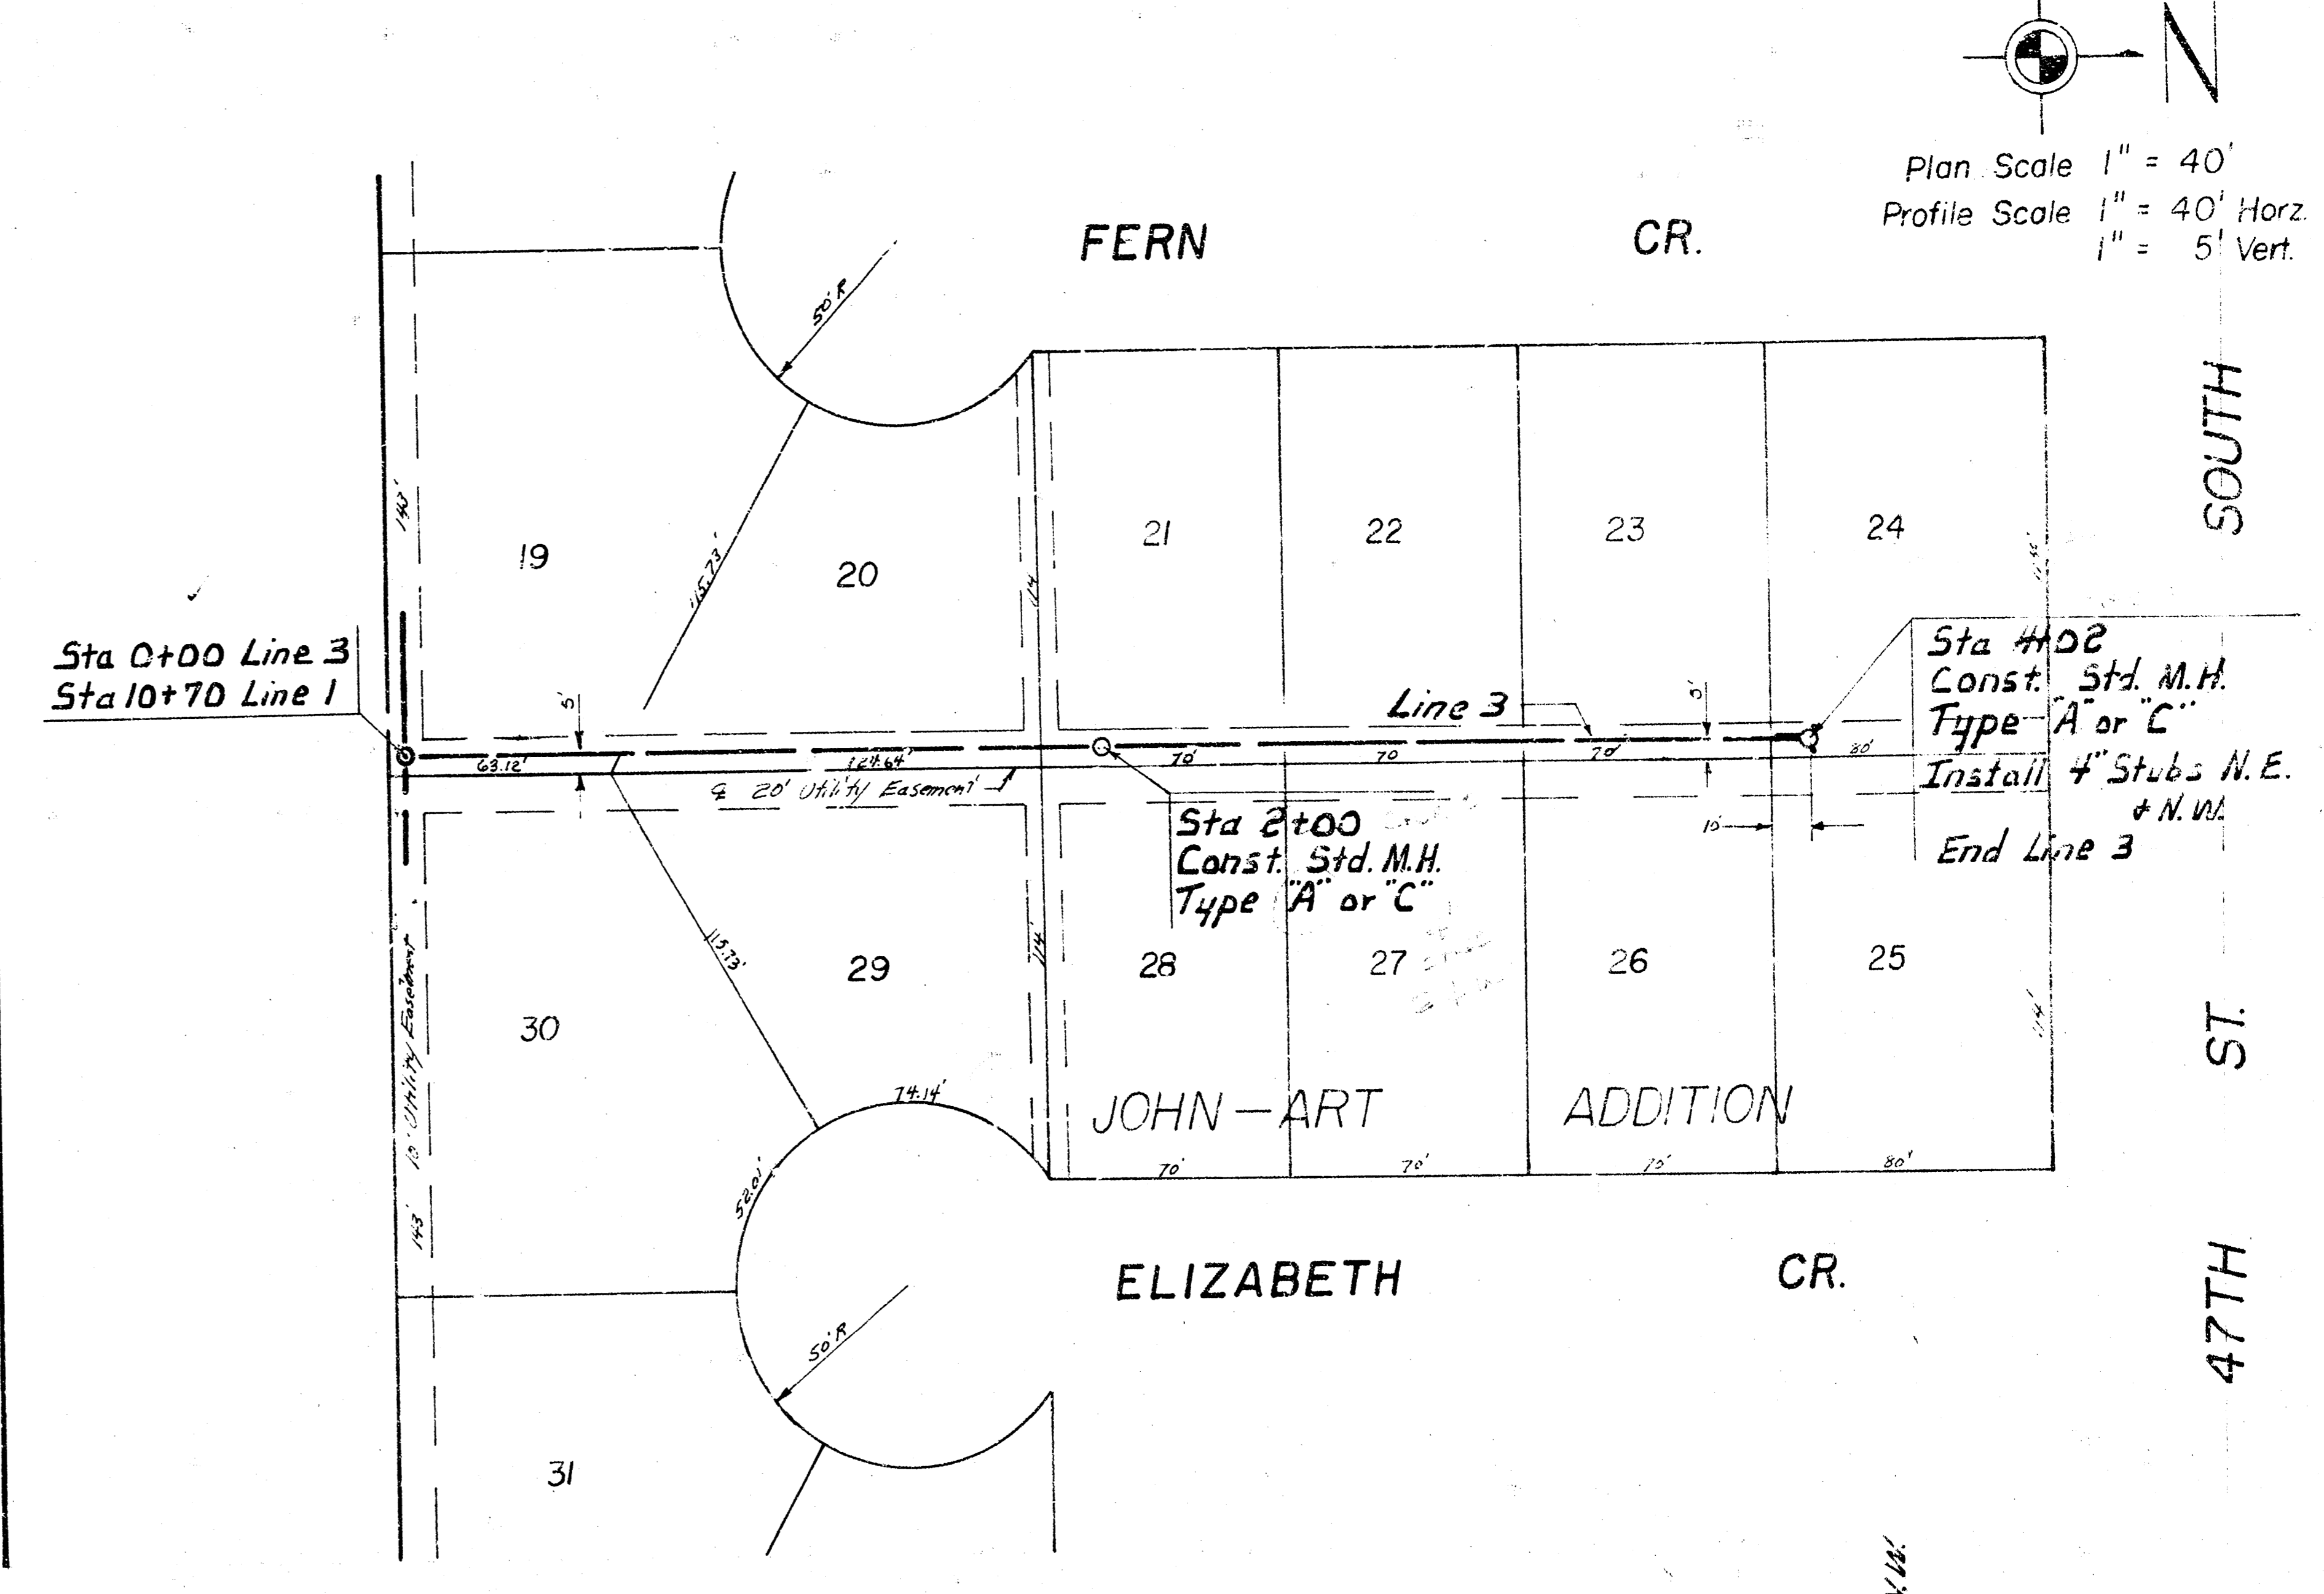 N
Plan Scale 1" = 40'
Profile Scale 1" = 40' Horz.
1" = 5' Vert.
FERN CR.
50' R
SOUTH
143'
19
115.73'
20
114'
21
22
23
24
Sta 0+00 Line 3
Sta 10+70 Line 1
5'
Line 3
5'
Sta 4+02
Const. Std. M.H.
Type "A" or "C"
Install 4" Stubs N.E.
& N.W.
End Line 3
63.12'
124.64'
70'
70
70'
80'
℄ 20' Utility Easement
Sta 2+00
Const. Std. M.H.
Type "A" or "C"
10'
10' Utility Easement
115.73'
29
114'
28
27
26
25
114'
30
74.14'
JOHN-ART ADDITION
70'
70'
70'
80'
52.01'
143'
ST.
ELIZABETH CR.
47TH
50' R
31